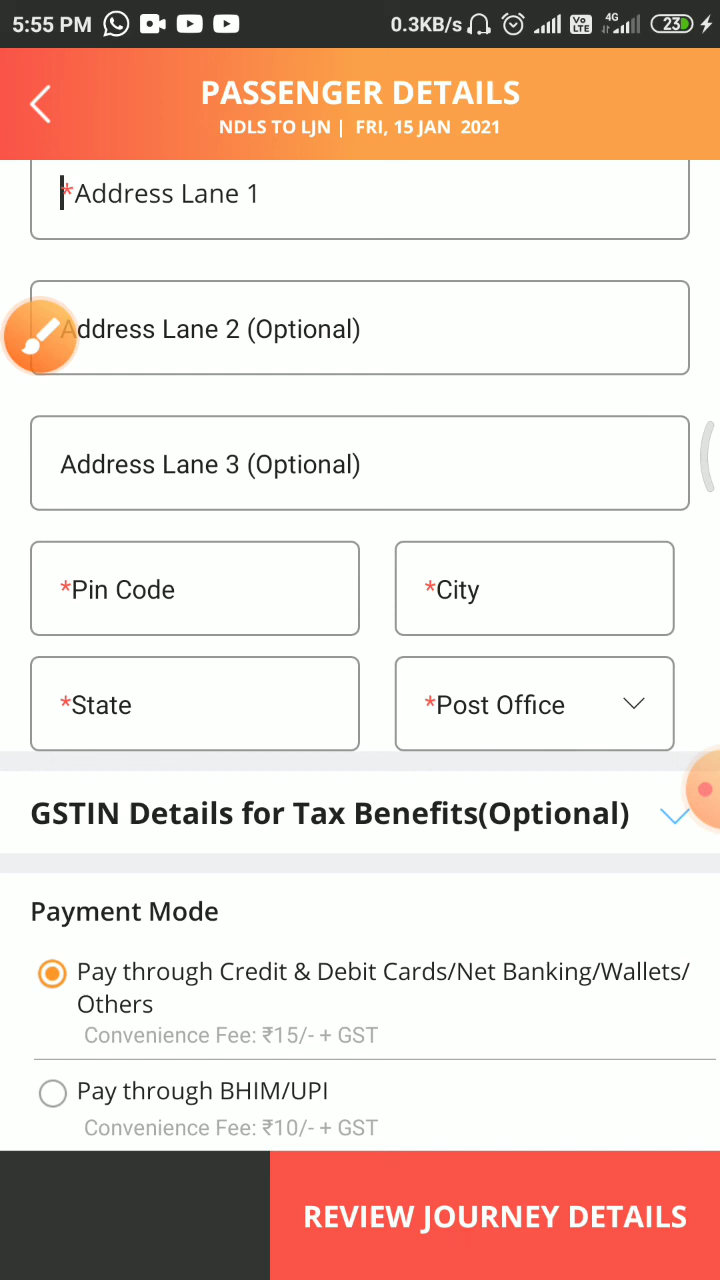 5:55 PM 0.3KB/s Vo LTE 4G 23
PASSENGER DETAILS
NDLS TO LJN | FRI, 15 JAN 2021
*Address Lane 1
Address Lane 2 (Optional)
Address Lane 3 (Optional)
*Pin Code *City
*State *Post Office
GSTIN Details for Tax Benefits(Optional)
Payment Mode
Pay through Credit & Debit Cards/Net Banking/Wallets/
Others
Convenience Fee: ₹15/- + GST
Pay through BHIM/UPI
Convenience Fee: ₹10/- + GST
REVIEW JOURNEY DETAILS